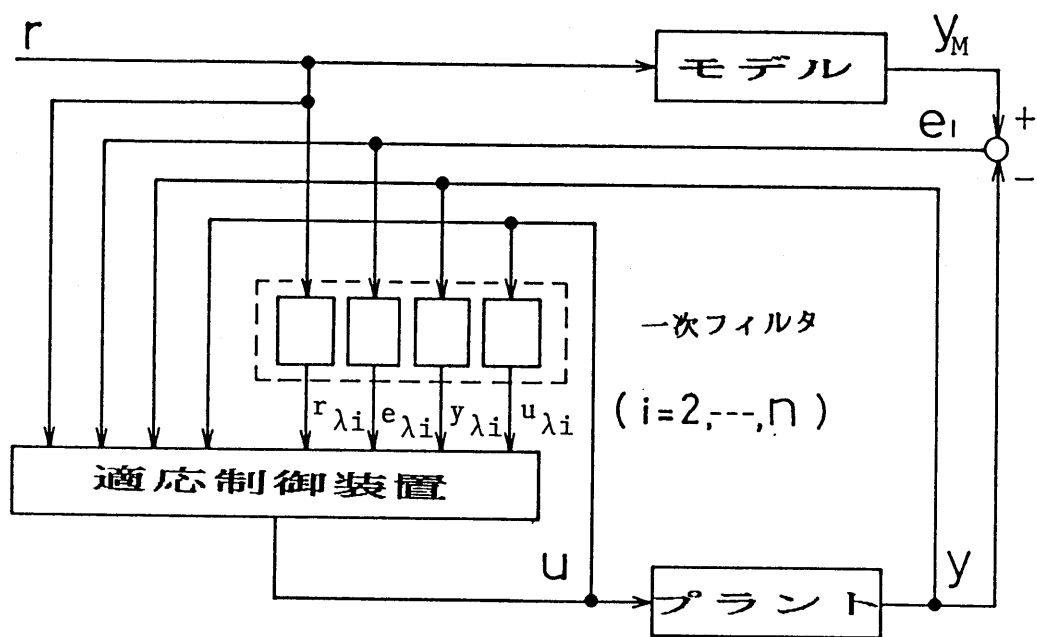 r
モデル
y_M
e₁
+
−
一次フィルタ
r_λi e_λi y_λi u_λi
(i=2,---,n)
適応制御装置
u
プラント
y